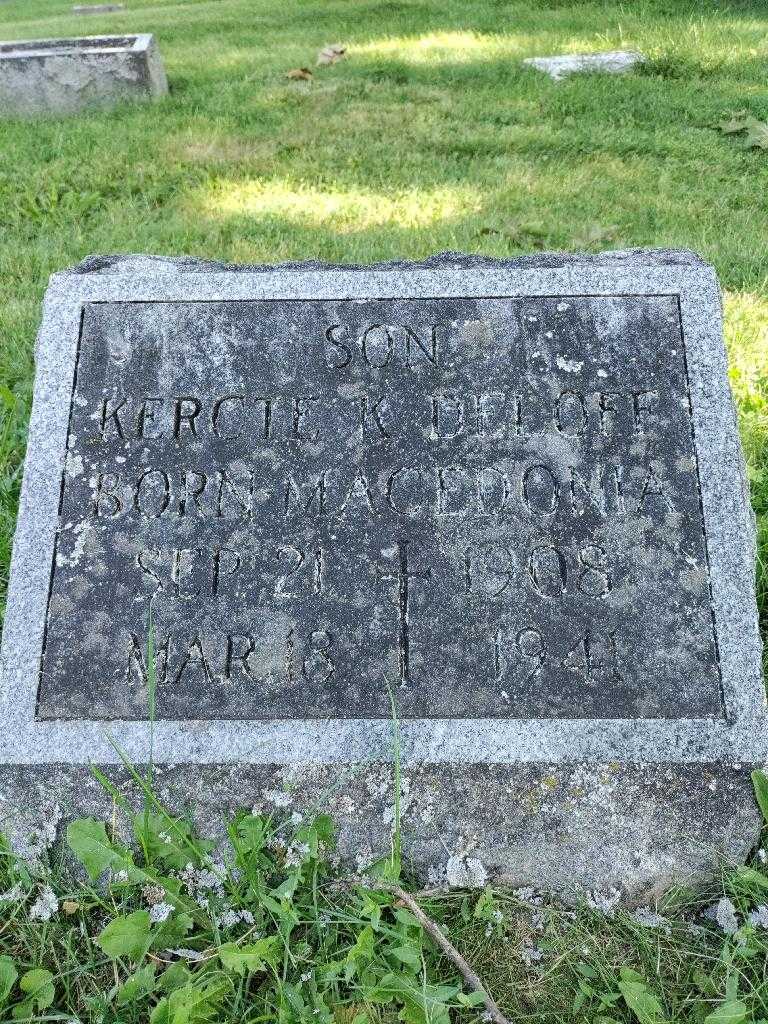 SON
KERCTE K DELOFF
BORN MACEDONIA
SEP 21 1908
MAR 18 1941